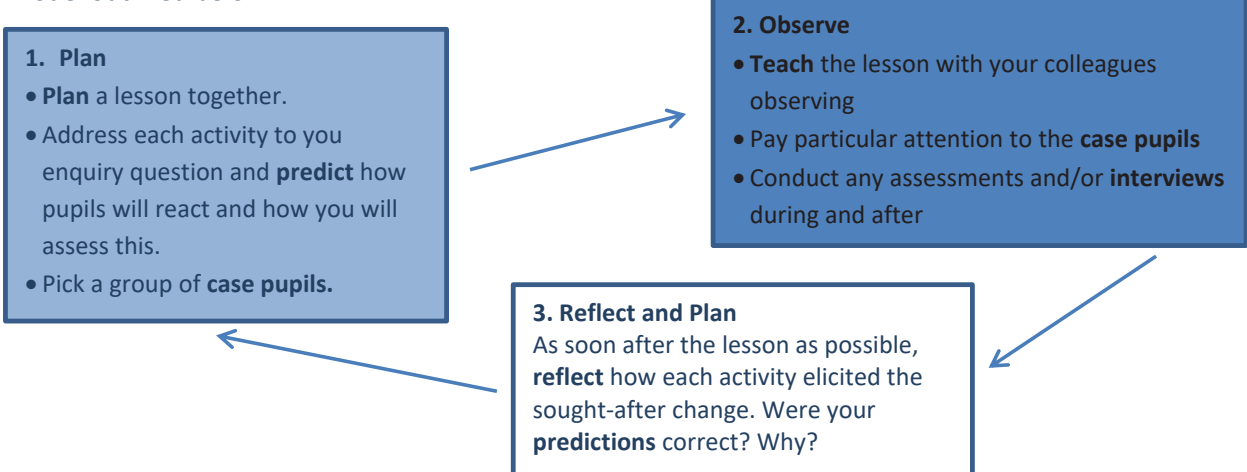 1. Plan
• Plan a lesson together.
• Address each activity to you
enquiry question and predict how
pupils will react and how you will
assess this.
• Pick a group of case pupils.
2. Observe
• Teach the lesson with your colleagues
observing
• Pay particular attention to the case pupils
• Conduct any assessments and/or interviews
during and after
3. Reflect and Plan
As soon after the lesson as possible,
reflect how each activity elicited the
sought-after change. Were your
predictions correct? Why?